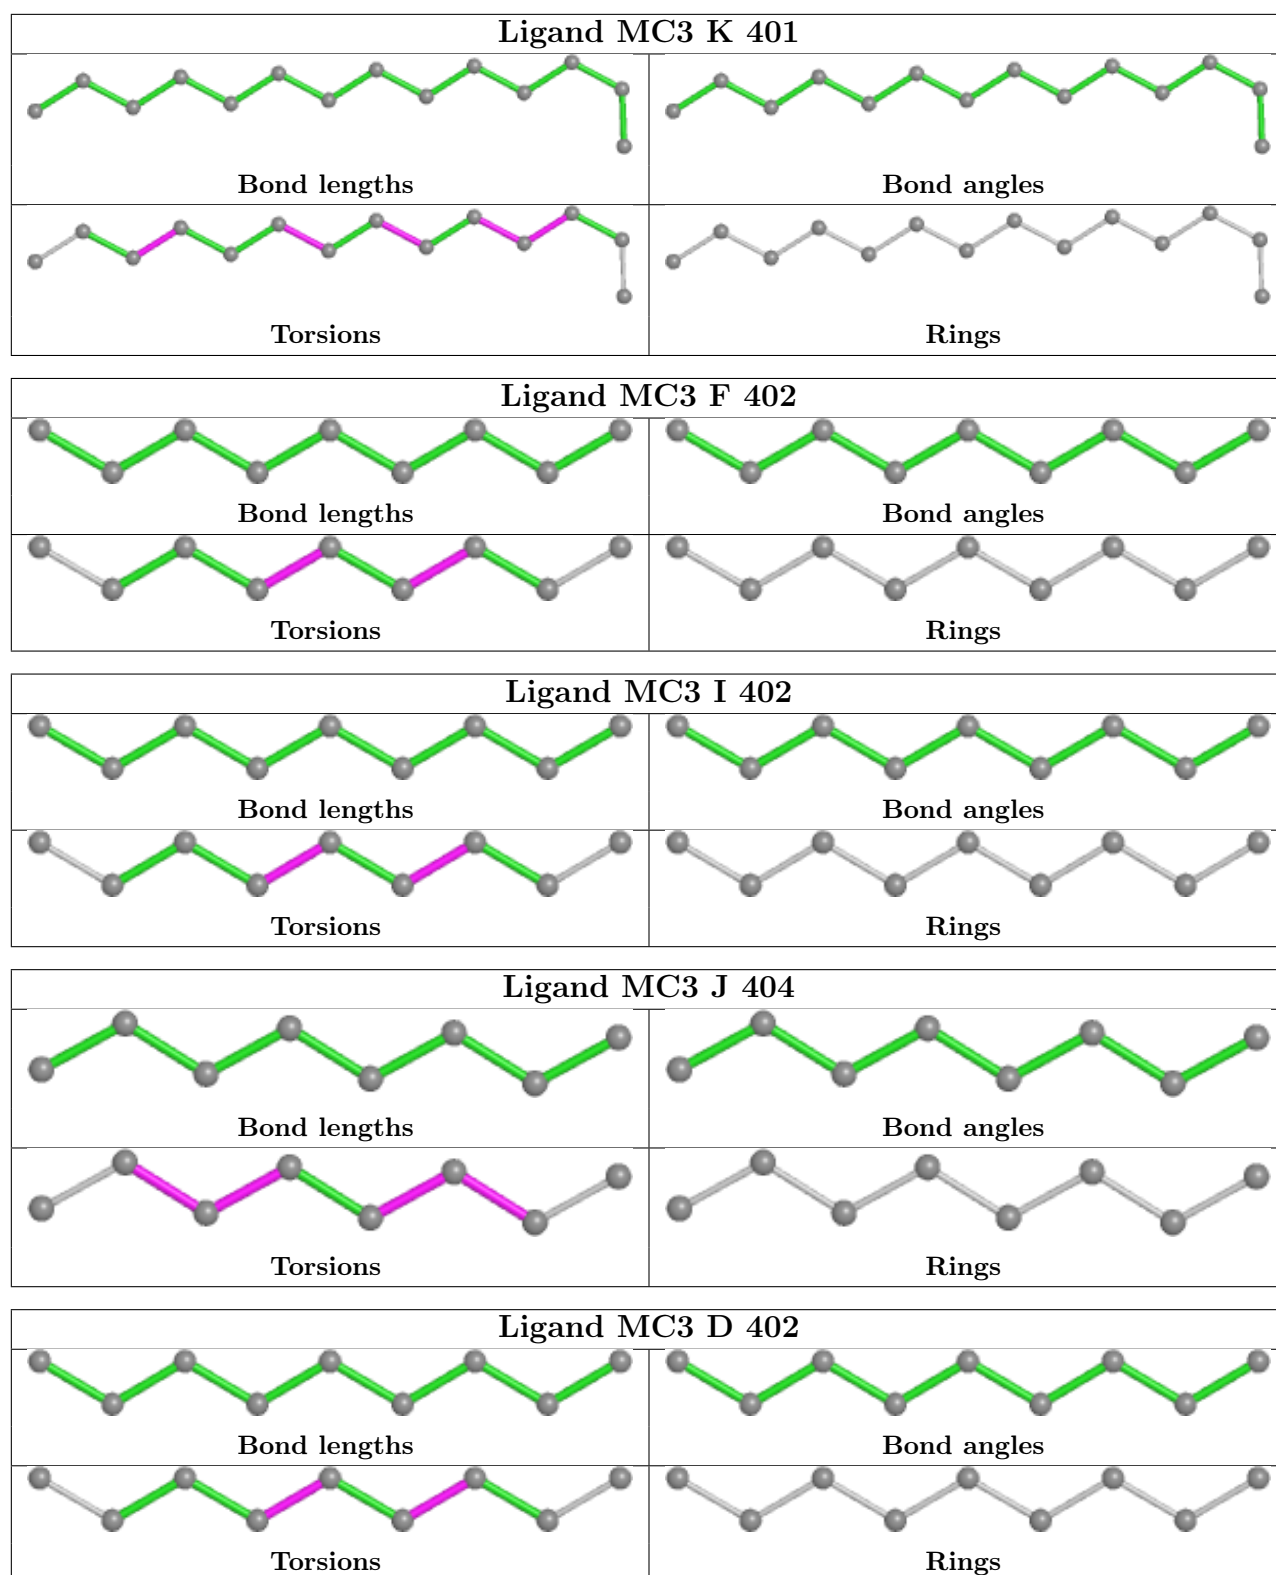 Ligand MC3 K 401
Bond lengths
Bond angles
Torsions
Rings
Ligand MC3 F 402
Bond lengths
Bond angles
Torsions
Rings
Ligand MC3 I 402
Bond lengths
Bond angles
Torsions
Rings
Ligand MC3 J 404
Bond lengths
Bond angles
Torsions
Rings
Ligand MC3 D 402
Bond lengths
Bond angles
Torsions
Rings